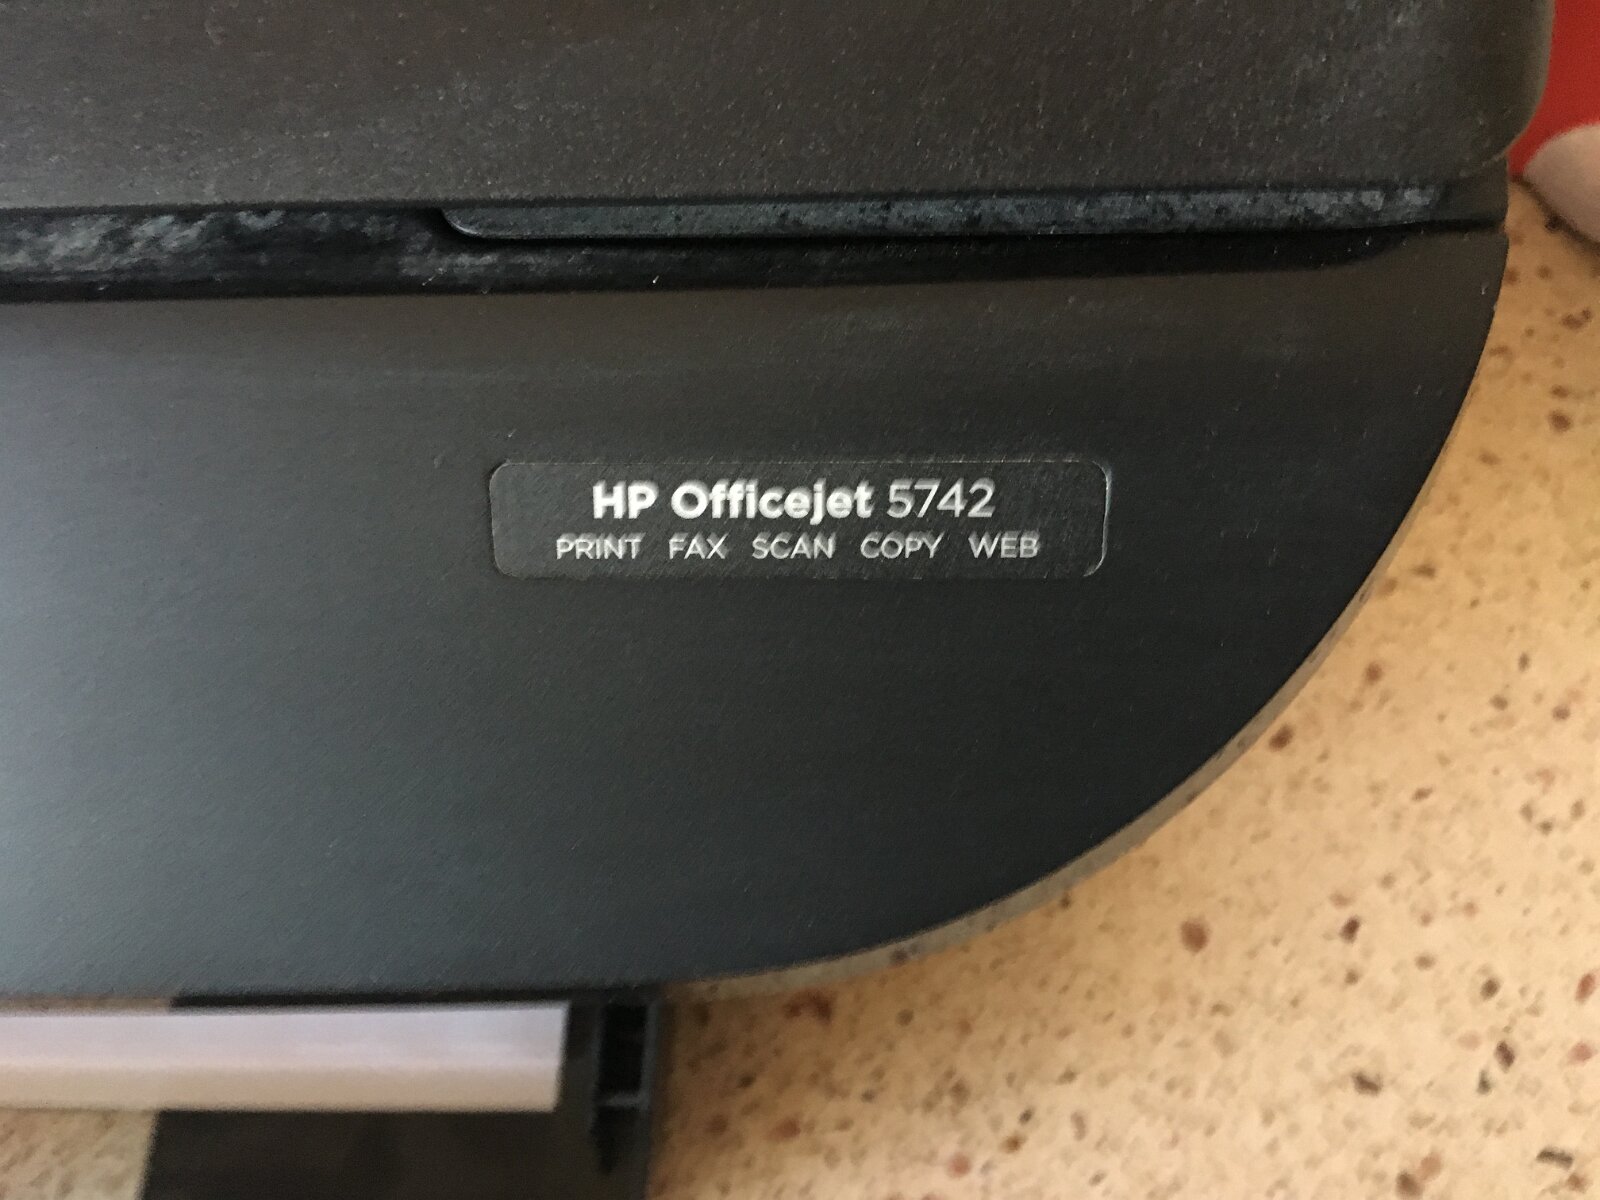 HP Officejet 5742
PRINT FAX SCAN COPY WEB